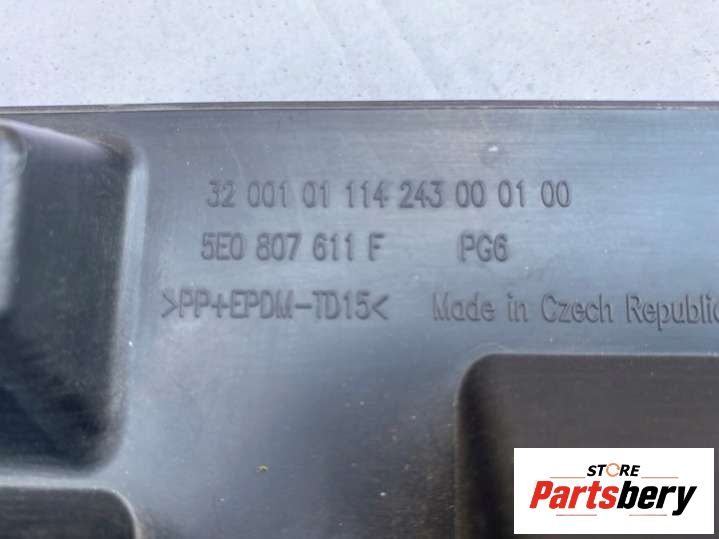 32 001 01 114 243 00 01 00
5E0 807 611 F PG6
>PP+EPDM-TD15< Made in Czech Republic
STORE
Partsbery